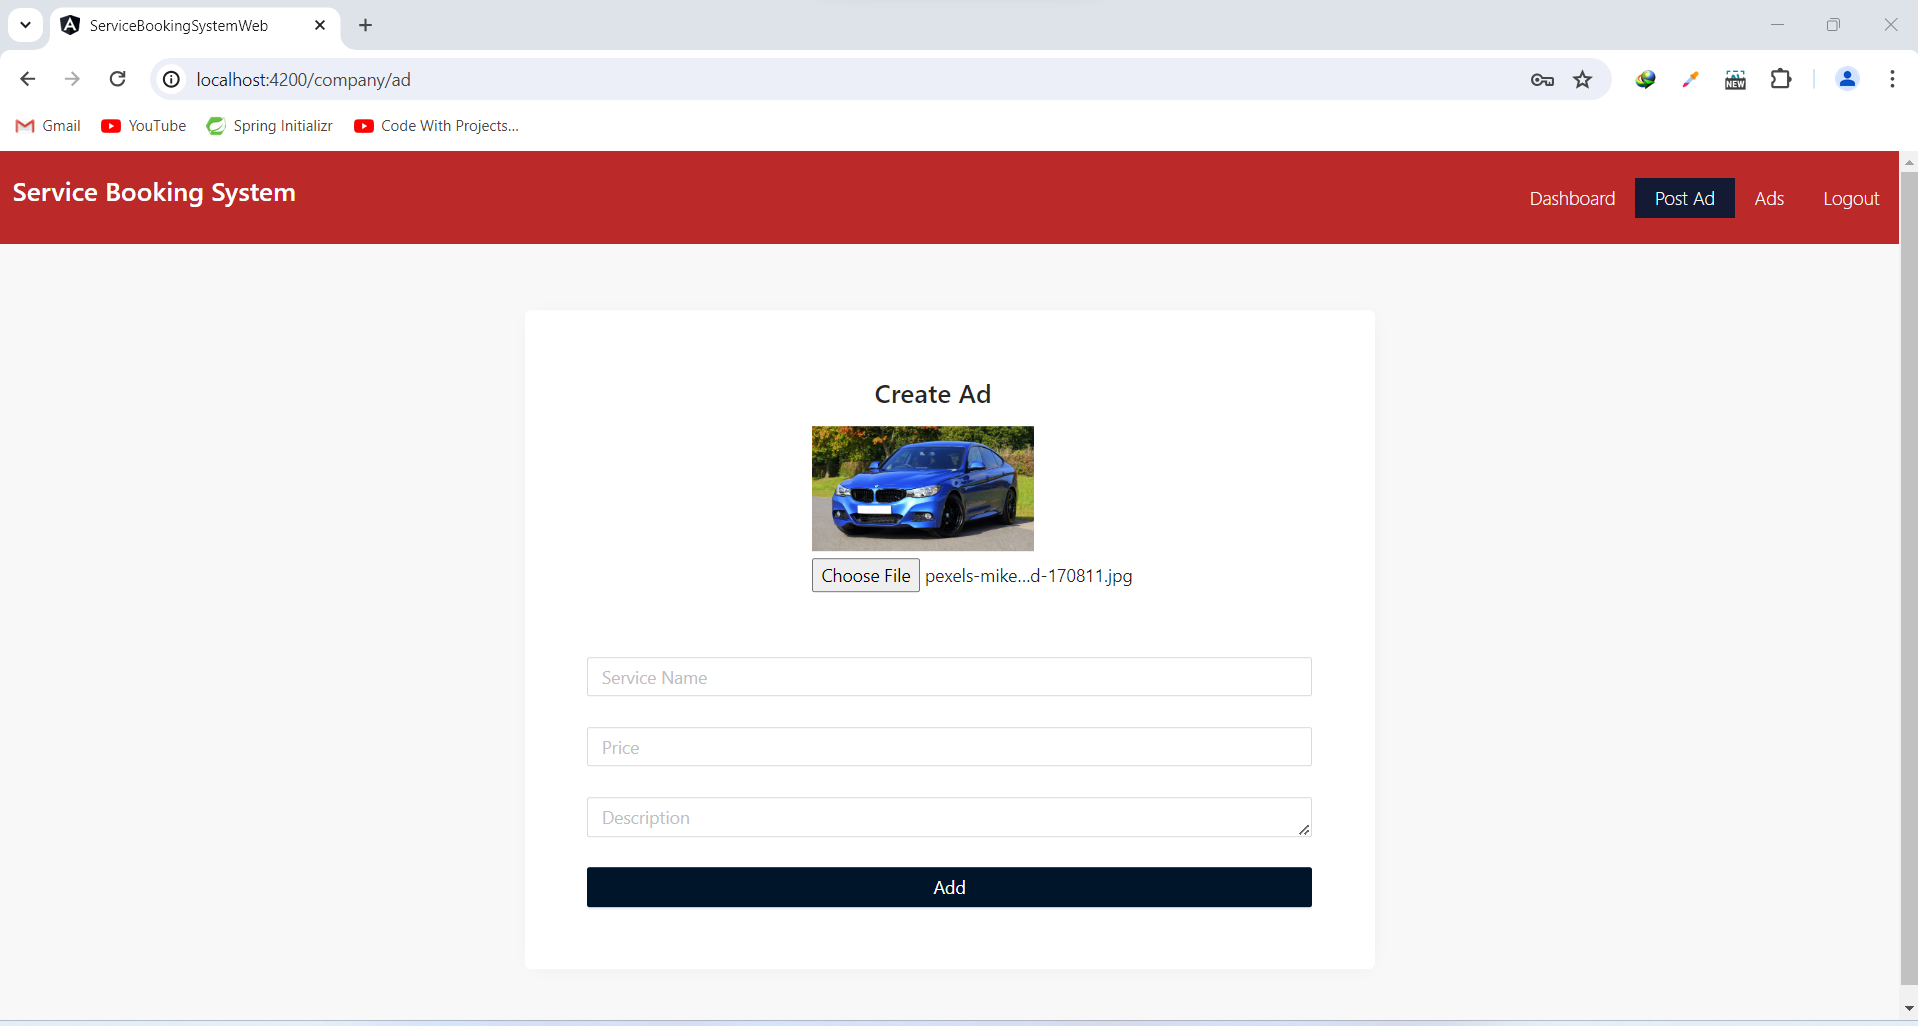 ServiceBookingSystemWeb
localhost:4200/company/ad
NEW
Gmail YouTube Spring Initializr Code With Projects...
Service Booking System
Dashboard Post Ad Ads Logout
Create Ad
Choose File pexels-mike...d-170811.jpg
Service Name
Price
Description
Add